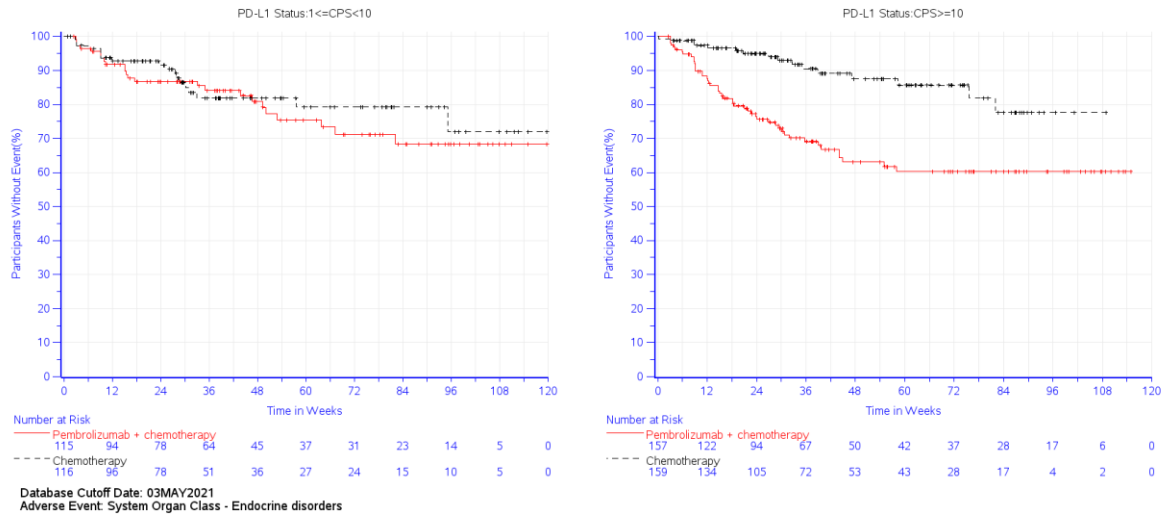 PD-L1 Status:1<=CPS<10
Participants Without Event(%)
100
90
80
70
60
50
40
30
20
10
0
0 12 24 36 48 60 72 84 96 108 120
Time in Weeks
Number at Risk
Pembrolizumab + chemotherapy
115 94 78 64 45 37 31 23 14 5 0
Chemotherapy
116 96 78 51 36 27 24 15 10 5 0
PD-L1 Status:CPS>=10
Participants Without Event(%)
100
90
80
70
60
50
40
30
20
10
0
0 12 24 36 48 60 72 84 96 108 120
Time in Weeks
Number at Risk
Pembrolizumab + chemotherapy
157 122 94 67 50 42 37 28 17 6 0
Chemotherapy
159 134 105 72 53 43 28 17 4 2 0
Database Cutoff Date: 03MAY2021
Adverse Event: System Organ Class - Endocrine disorders